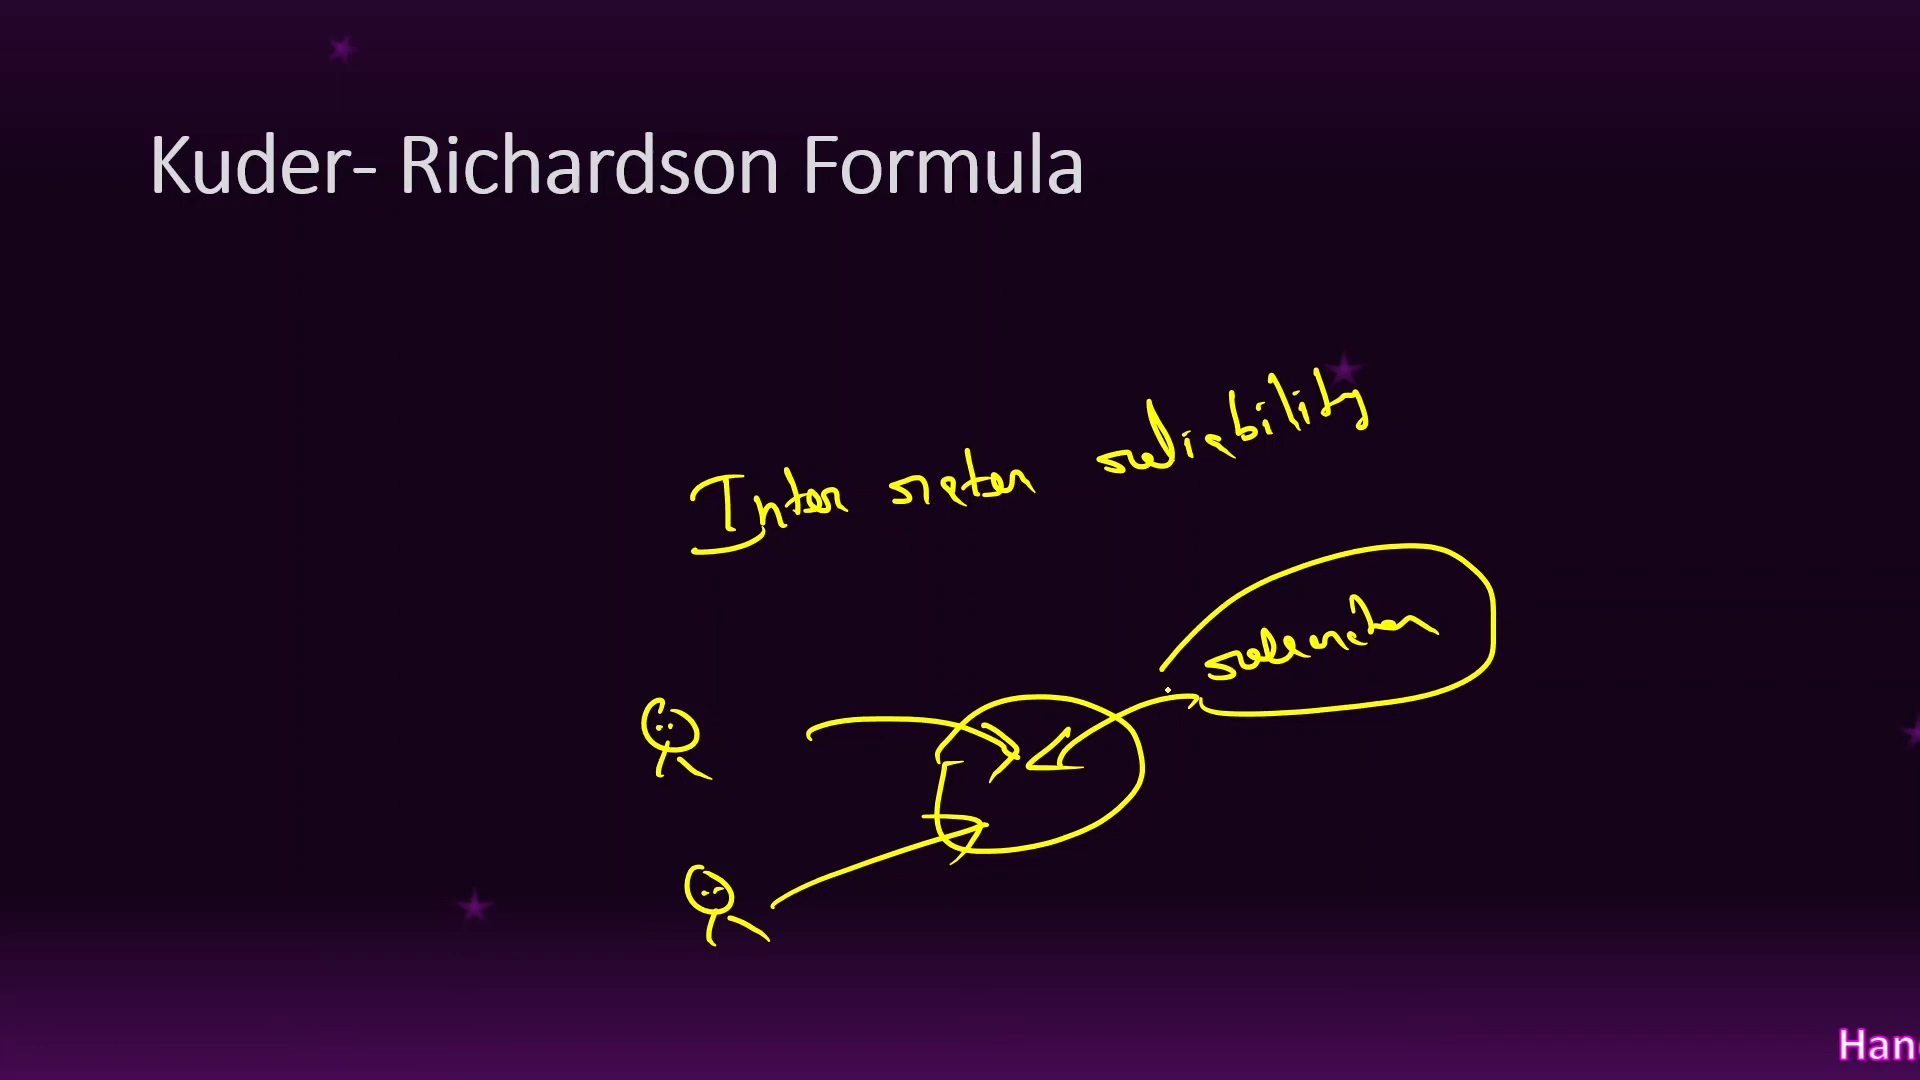 Kuder- Richardson Formula
Inter rater reliability
Han